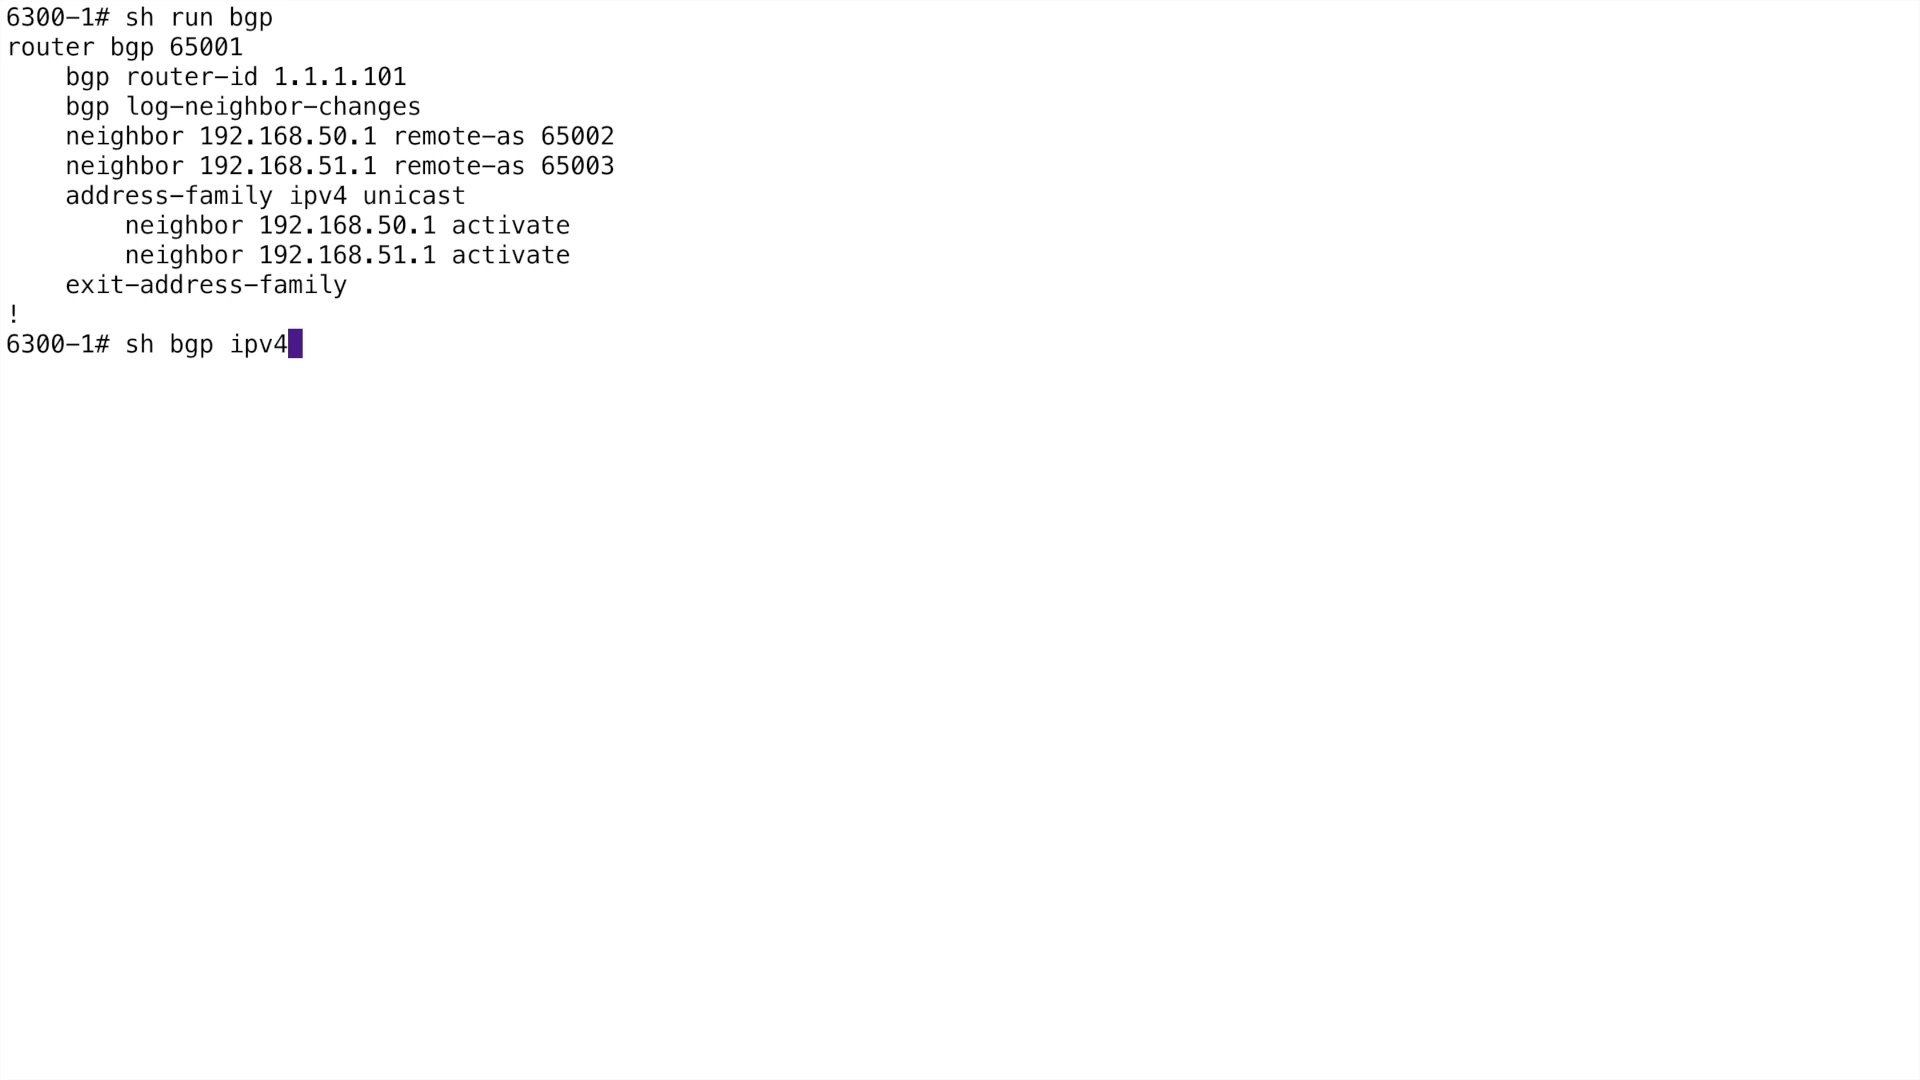 6300-1# sh run bgp
router bgp 65001
    bgp router-id 1.1.1.101
    bgp log-neighbor-changes
    neighbor 192.168.50.1 remote-as 65002
    neighbor 192.168.51.1 remote-as 65003
    address-family ipv4 unicast
        neighbor 192.168.50.1 activate
        neighbor 192.168.51.1 activate
    exit-address-family
!
6300-1# sh bgp ipv4